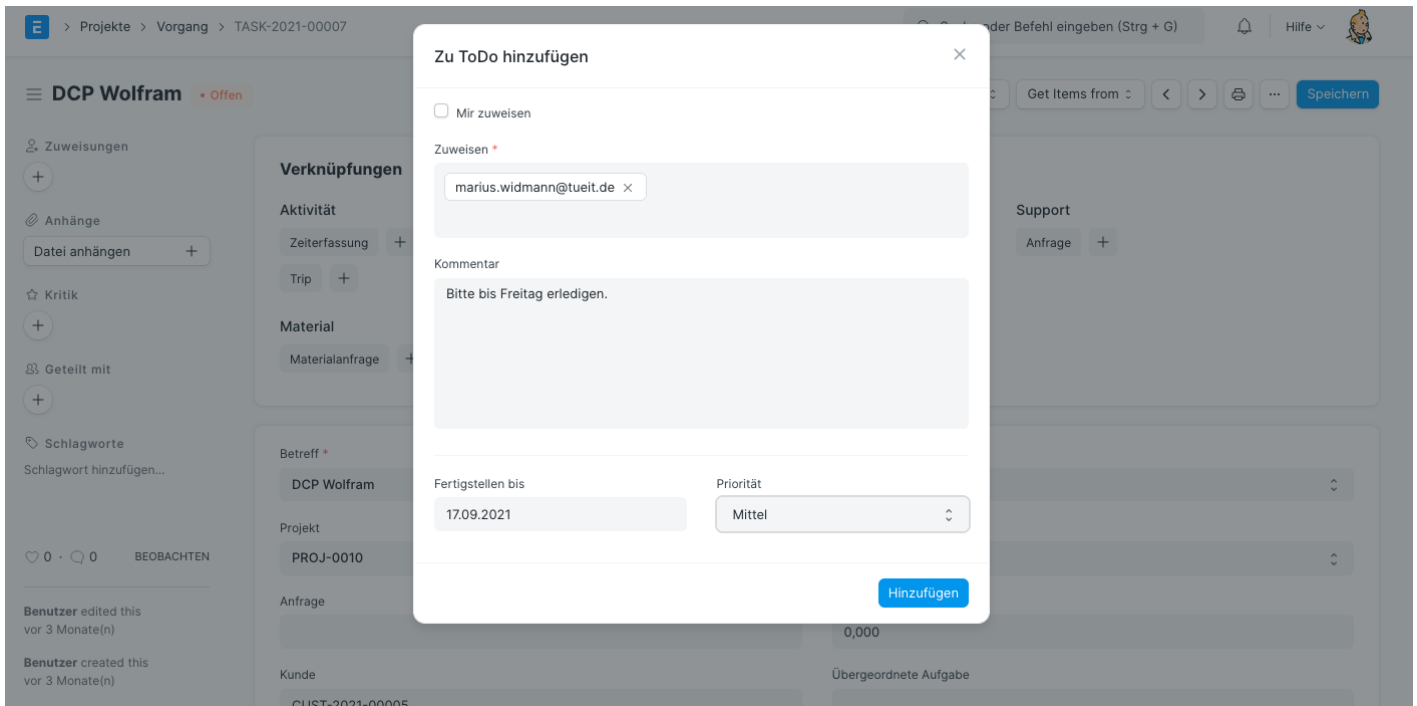 E > Projekte > Vorgang > TASK-2021-00007
oder Befehl eingeben (Strg + G)
Hilfe
DCP Wolfram • Offen
Get Items from
...
Speichern
Zuweisungen
+
Anhänge
Datei anhängen +
Kritik
+
Geteilt mit
+
Schlagworte
Schlagwort hinzufügen...
0 · 0 BEOBACHTEN
Benutzer edited this
vor 3 Monate(n)
Benutzer created this
vor 3 Monate(n)
Verknüpfungen
Aktivität
Zeiterfassung +
Trip +
Material
Materialanfrage +
Support
Anfrage +
Betreff *
DCP Wolfram
Projekt
PROJ-0010
Anfrage
0,000
Kunde
CUST-2021-00005
Übergeordnete Aufgabe
Zu ToDo hinzufügen
Mir zuweisen
Zuweisen *
marius.widmann@tueit.de ×
Kommentar
Bitte bis Freitag erledigen.
Fertigstellen bis
17.09.2021
Priorität
Mittel
Hinzufügen